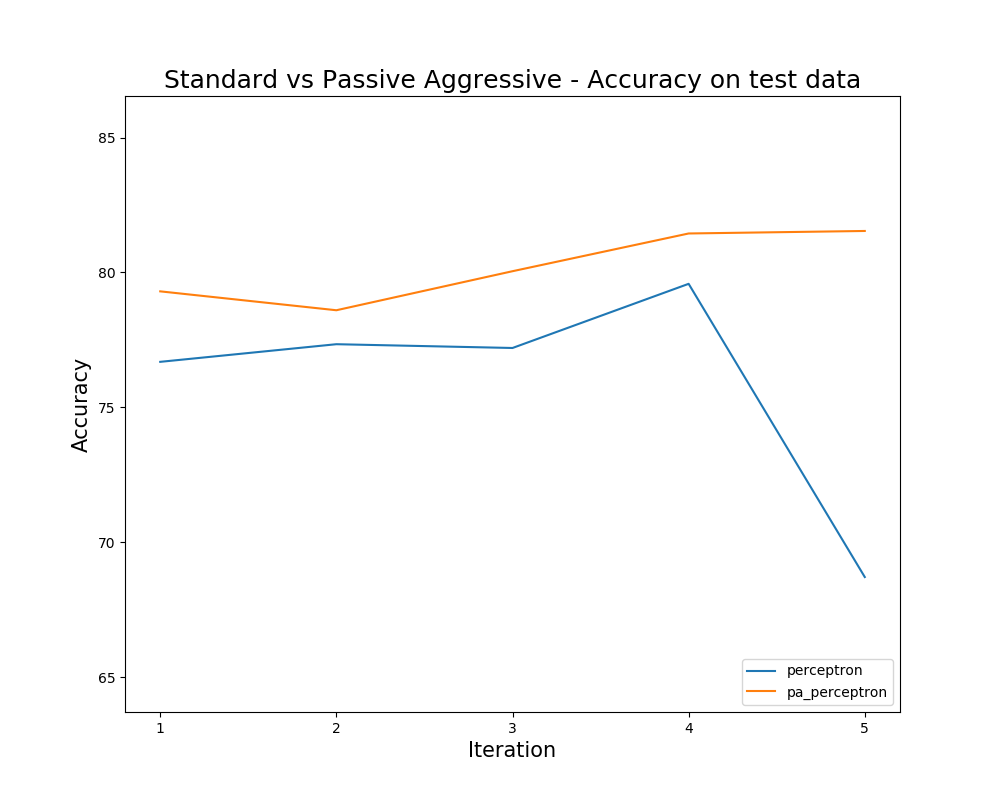 Standard vs Passive Aggressive - Accuracy on test data
85
80
75
70
65
Accuracy
perceptron
pa_perceptron
1 2 3 4 5
Iteration